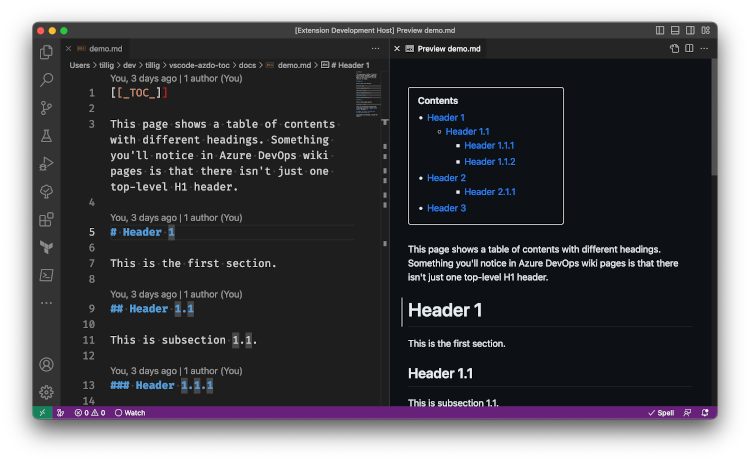 [Extension Development Host] Preview demo.md
demo.md
Users > tillig > dev > tillig > vscode-azdo-toc > docs > demo.md > # Header 1
You, 3 days ago | 1 author (You)
1 [[_TOC_]]
2
3 This page shows a table of contents
with different headings. Something
you'll notice in Azure DevOps wiki
pages is that there isn't just one
top-level H1 header.
4
You, 3 days ago | 1 author (You)
5 # Header 1
6
7 This is the first section.
8
You, 3 days ago | 1 author (You)
9 ## Header 1.1
10
11 This is subsection 1.1.
12
You, 3 days ago | 1 author (You)
13 ### Header 1.1.1
14
Preview demo.md
Contents
Header 1
Header 1.1
Header 1.1.1
Header 1.1.2
Header 2
Header 2.1.1
Header 3
This page shows a table of contents with different headings.
Something you'll notice in Azure DevOps wiki pages is that there
isn't just one top-level H1 header.
Header 1
This is the first section.
Header 1.1
This is subsection 1.1.
0 0 Watch
Spell